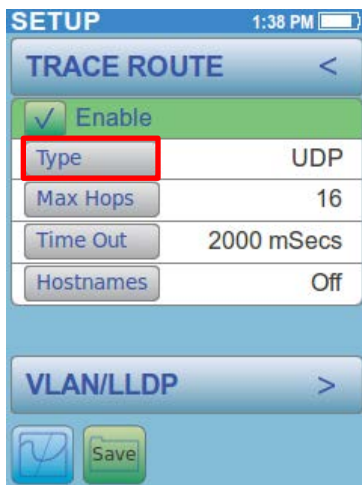 SETUP 1:38 PM
TRACE ROUTE <
Enable
Type UDP
Max Hops 16
Time Out 2000 mSecs
Hostnames Off
VLAN/LLDP >
Save